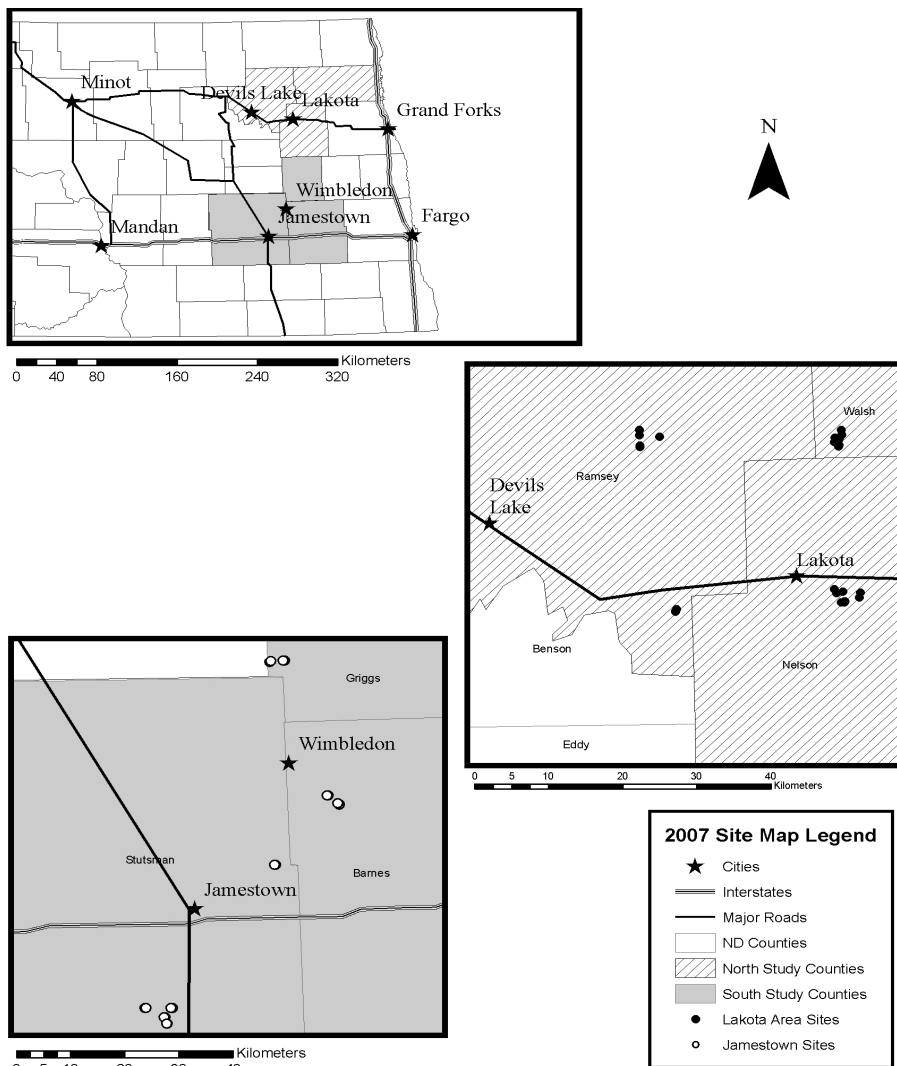 Minot
Devils Lake
Lakota
Grand Forks
N
Wimbledon
Jamestown
Mandan
Fargo
Kilometers
0 40 80 160 240 320
Walsh
Ramsey
Devils
Lake
Lakota
Benson
Nelson
Eddy
0 5 10 20 30 40
Kilometers
Griggs
Wimbledon
Stutsman
Barnes
Jamestown
Kilometers
2007 Site Map Legend
Cities
Interstates
Major Roads
ND Counties
North Study Counties
South Study Counties
Lakota Area Sites
Jamestown Sites